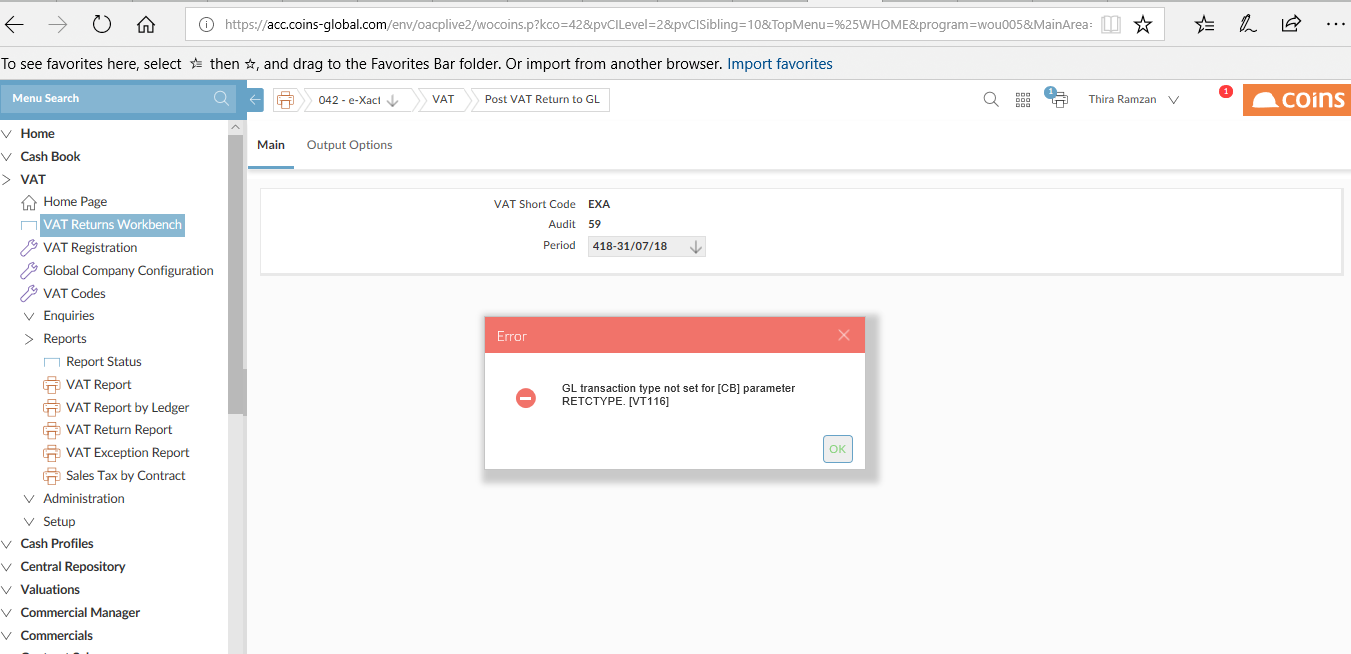 https://acc.coins-global.com/env/oacplive2/wocoins.p?kco=42&pvCILevel=2&pvCISibling=10&TopMenu=%25WHOME&program=wou005&MainArea=
To see favorites here, select then ☆, and drag to the Favorites Bar folder. Or import from another browser. Import favorites
Menu Search
042 - e-Xact
VAT
Post VAT Return to GL
1
Thira Ramzan
1
coins
Home
Cash Book
VAT
Home Page
VAT Returns Workbench
VAT Registration
Global Company Configuration
VAT Codes
Enquiries
Reports
Report Status
VAT Report
VAT Report by Ledger
VAT Return Report
VAT Exception Report
Sales Tax by Contract
Administration
Setup
Cash Profiles
Central Repository
Valuations
Commercial Manager
Commercials
Main
Output Options
VAT Short Code EXA
Audit 59
Period 418-31/07/18
Error
GL transaction type not set for [CB] parameter
RETCTYPE. [VT116]
OK